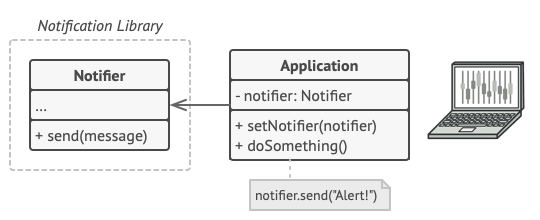 Notification Library
Notifier
...
+ send(message)
Application
- notifier: Notifier
+ setNotifier(notifier)
+ doSomething()
notifier.send("Alert!")